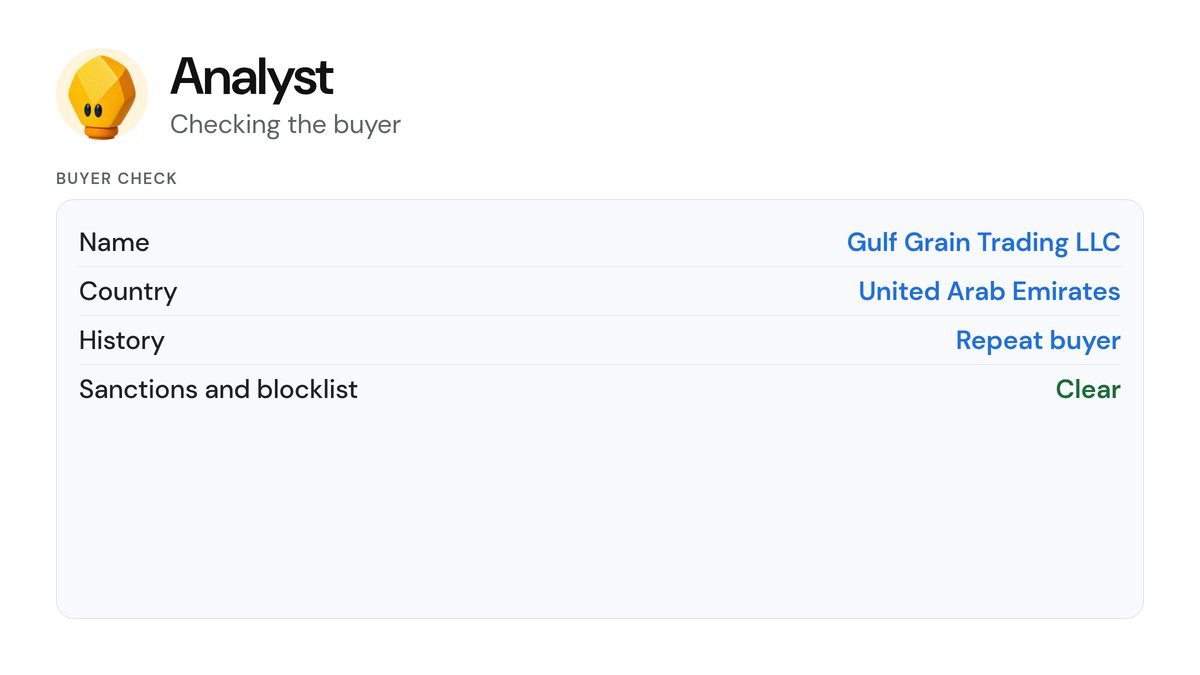 Analyst
Checking the buyer
BUYER CHECK
Name Gulf Grain Trading LLC
Country United Arab Emirates
History Repeat buyer
Sanctions and blocklist Clear